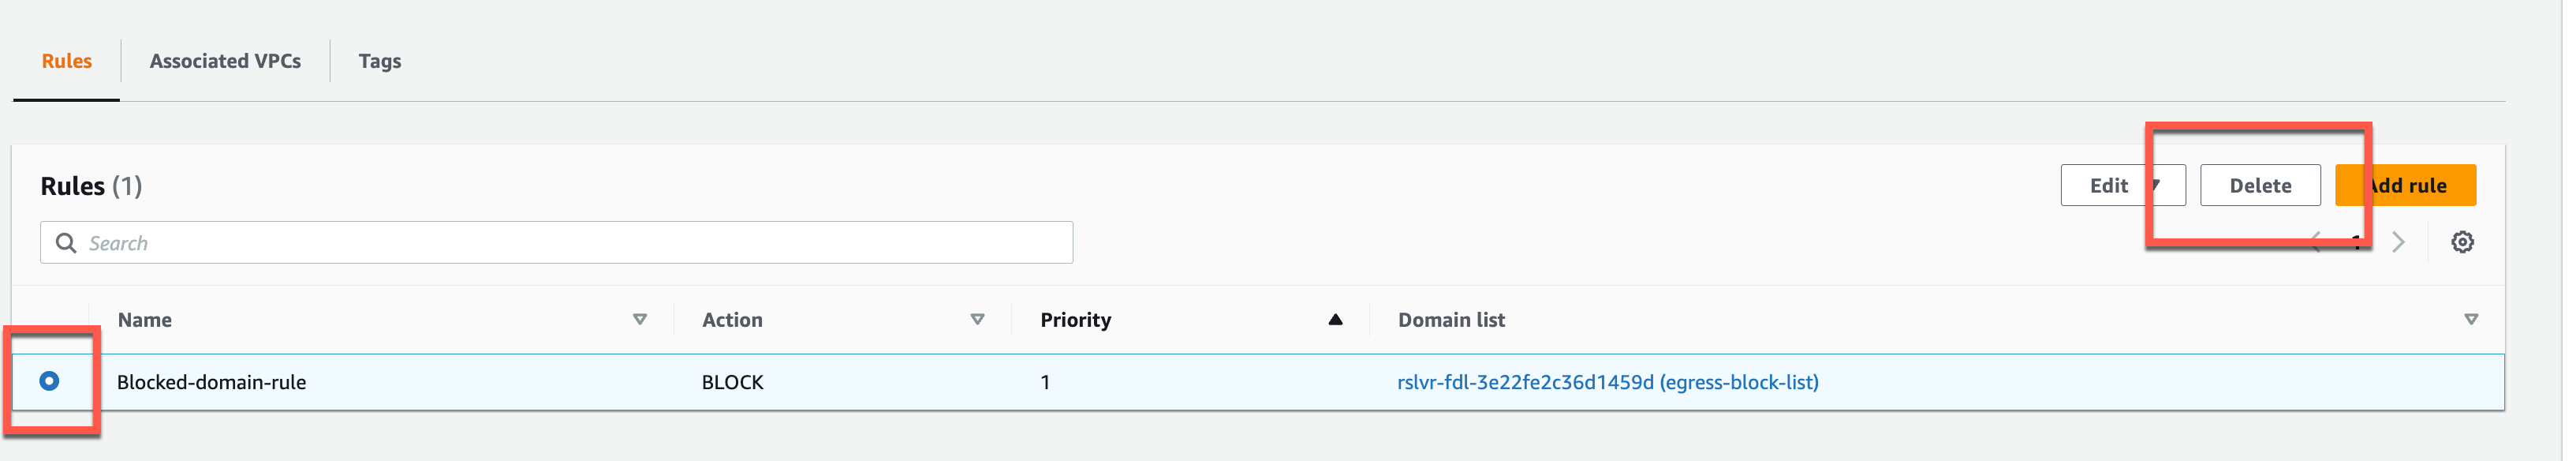 Rules Associated VPCs Tags
Rules (1) Edit Delete Add rule
Search 1
Name Action Priority Domain list
Blocked-domain-rule BLOCK 1 rslvr-fdl-3e22fe2c36d1459d (egress-block-list)